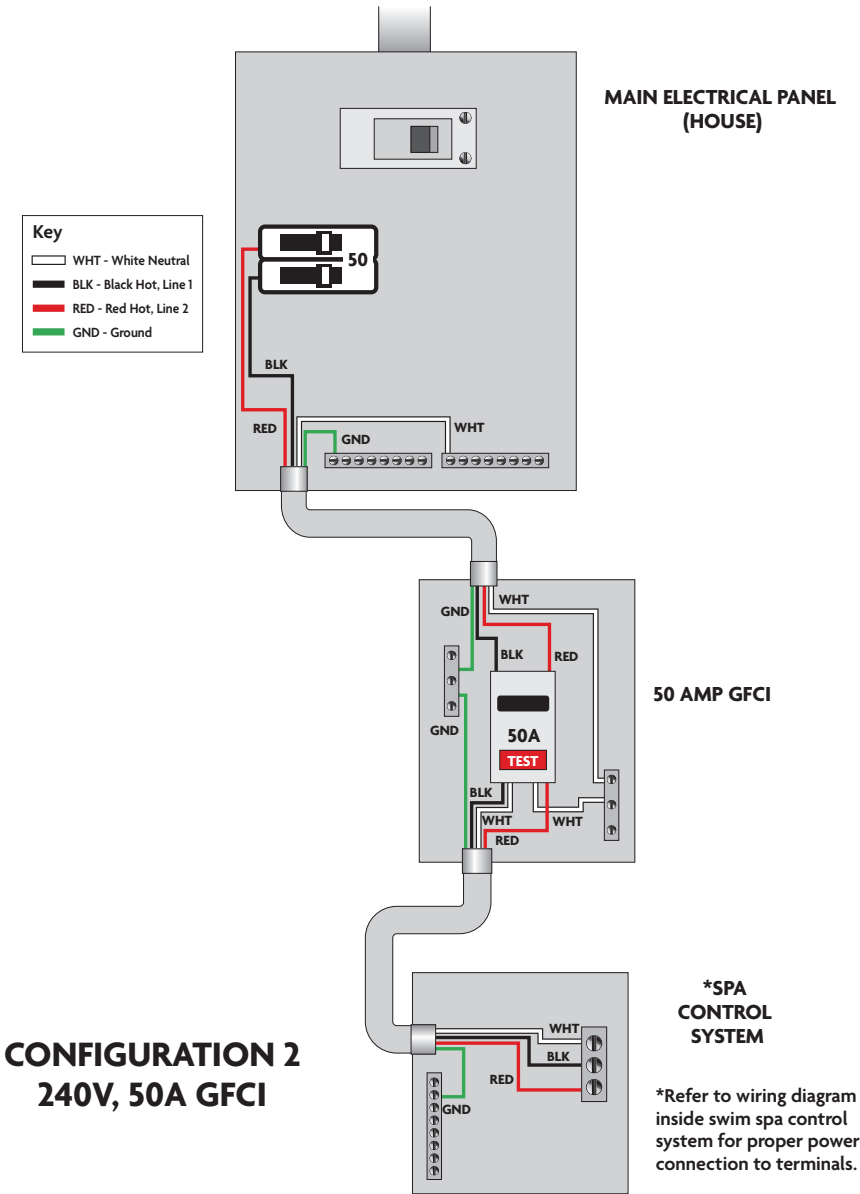 MAIN ELECTRICAL PANEL
(HOUSE)
Key
WHT - White Neutral
BLK - Black Hot, Line 1
RED - Red Hot, Line 2
GND - Ground
50
BLK
RED
GND
WHT
WHT
GND
BLK
RED
50 AMP GFCI
GND
50A
TEST
BLK
WHT
WHT
RED
*SPA
CONTROL
SYSTEM
WHT
BLK
RED
GND
CONFIGURATION 2
240V, 50A GFCI
*Refer to wiring diagram
inside swim spa control
system for proper power
connection to terminals.